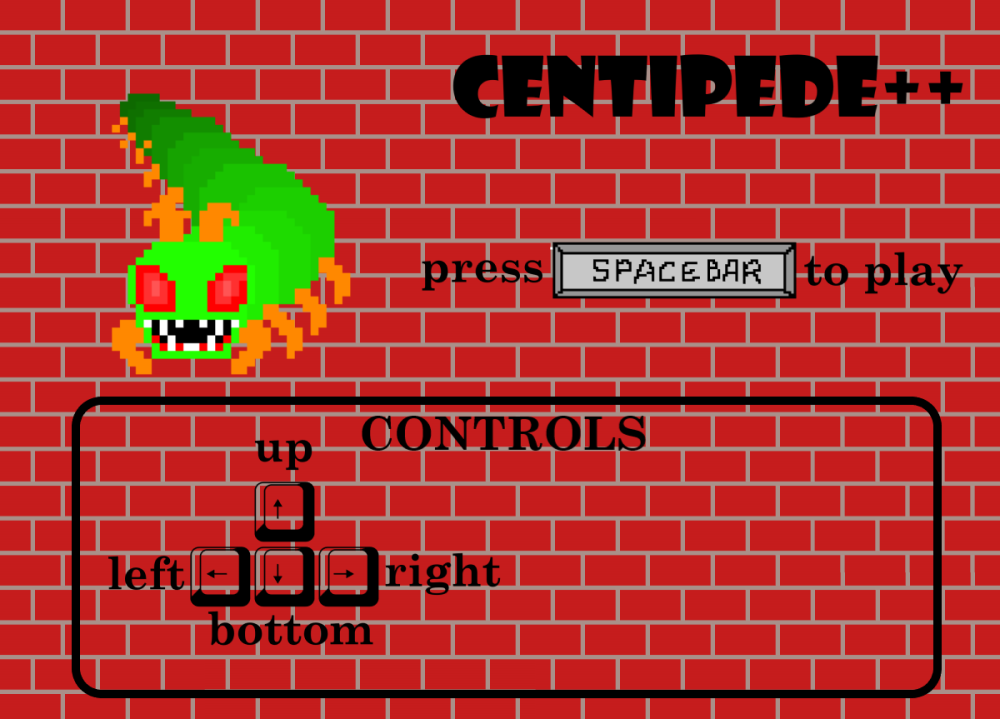 CENTIPEDE++
press SPACEBAR to play
CONTROLS
up
↑
left ← ↓ → right
bottom